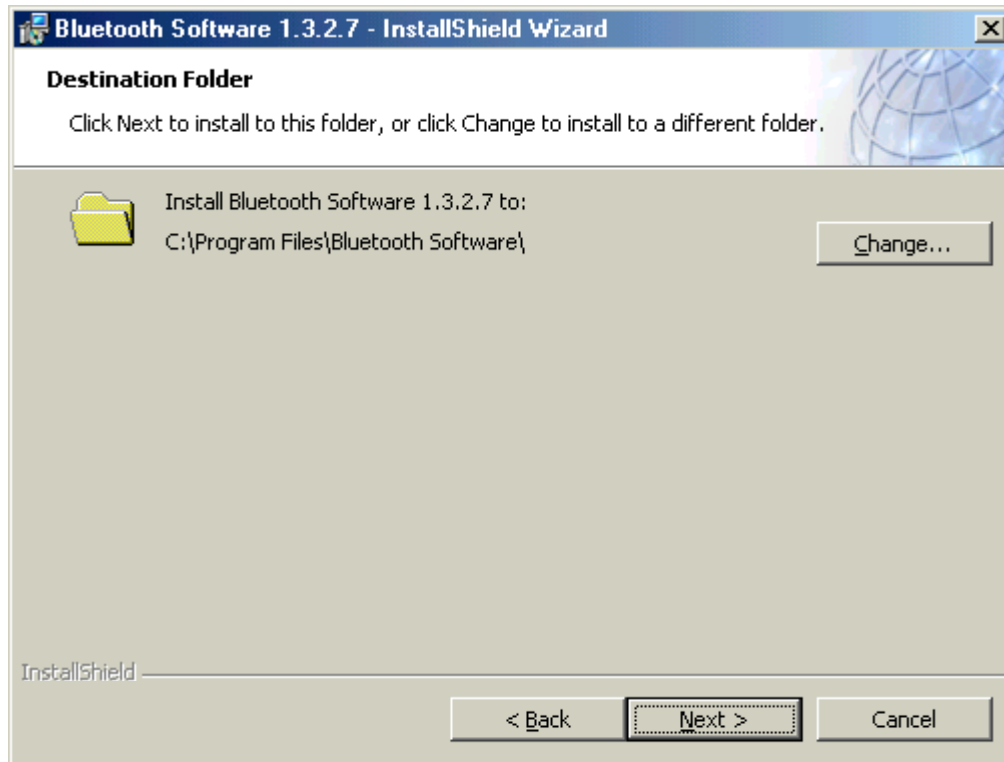 Bluetooth Software 1.3.2.7 - InstallShield Wizard
Destination Folder
Click Next to install to this folder, or click Change to install to a different folder.
Install Bluetooth Software 1.3.2.7 to:
C:\Program Files\Bluetooth Software\
Change...
InstallShield
< Back
Next >
Cancel